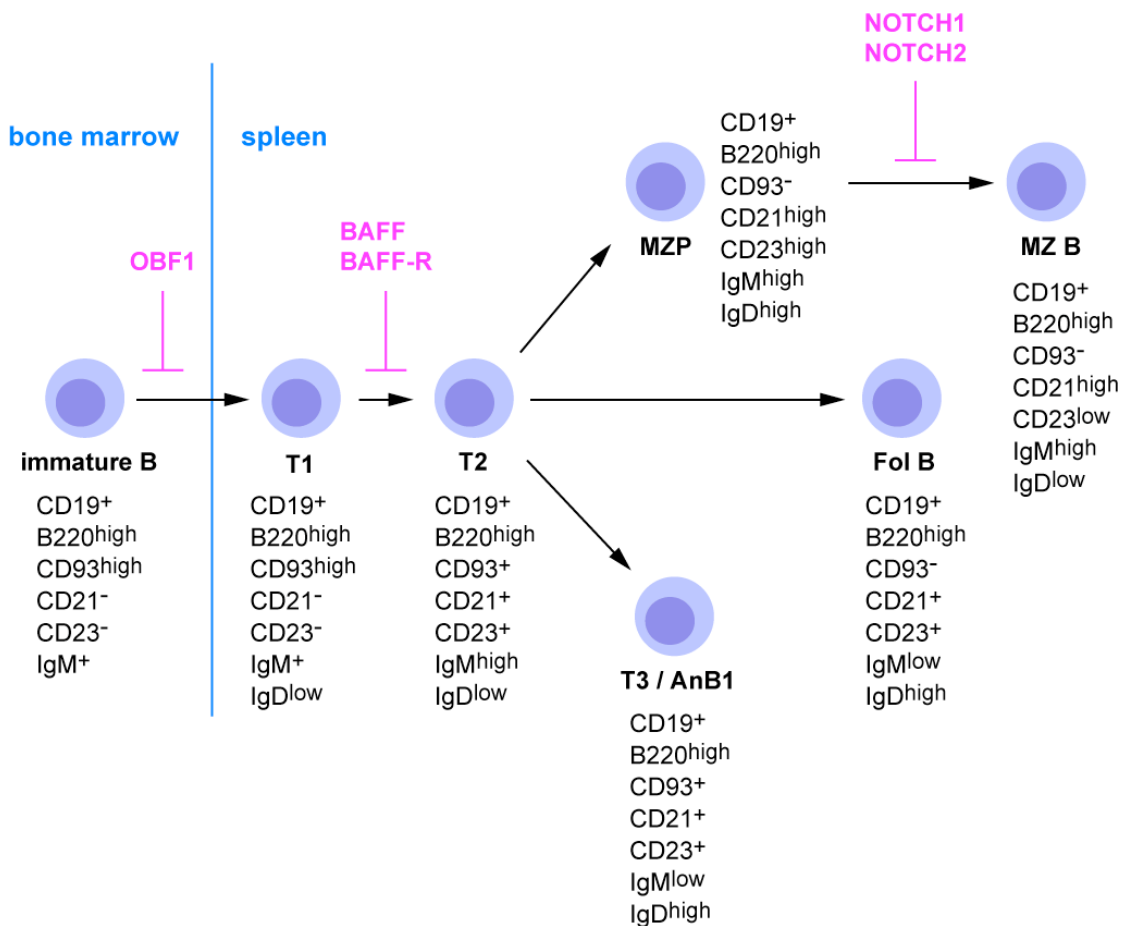 NOTCH1
NOTCH2
bone marrow
spleen
OBF1
BAFF
BAFF-R
MZP
CD19+
B220high
CD93-
CD21high
CD23high
IgMhigh
IgDhigh
MZ B
CD19+
B220high
CD93-
CD21high
CD23low
IgMhigh
IgDlow
immature B
CD19+
B220high
CD93high
CD21-
CD23-
IgM+
T1
CD19+
B220high
CD93high
CD21-
CD23-
IgM+
IgDlow
T2
CD19+
B220high
CD93+
CD21+
CD23+
IgMhigh
IgDlow
Fol B
CD19+
B220high
CD93-
CD21+
CD23+
IgMlow
IgDhigh
T3 / AnB1
CD19+
B220high
CD93+
CD21+
CD23+
IgMlow
IgDhigh